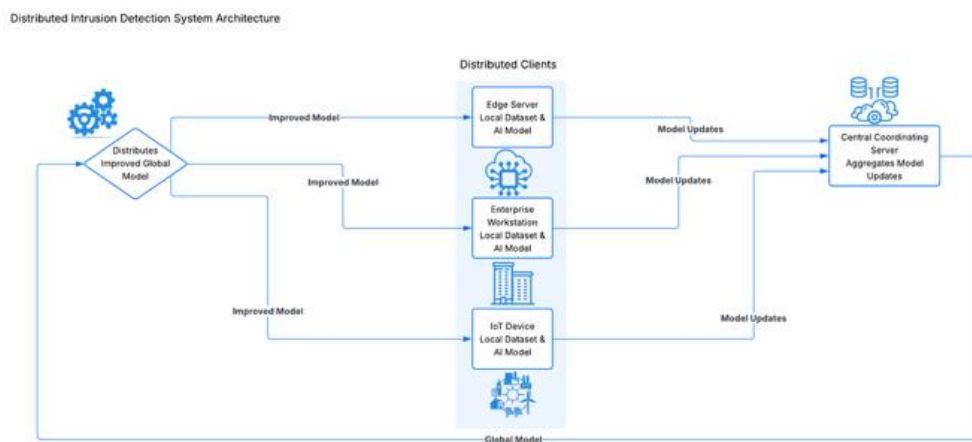 Distributed Intrusion Detection System Architecture
Distributed Clients
Distributes
Improved Global
Model
Improved Model
Improved Model
Improved Model
Edge Server
Local Dataset &
AI Model
Enterprise
Workstation
Local Dataset &
AI Model
IoT Device
Local Dataset &
AI Model
Model Updates
Model Updates
Model Updates
Central Coordinating
Server
Aggregates Model
Updates
Global Model